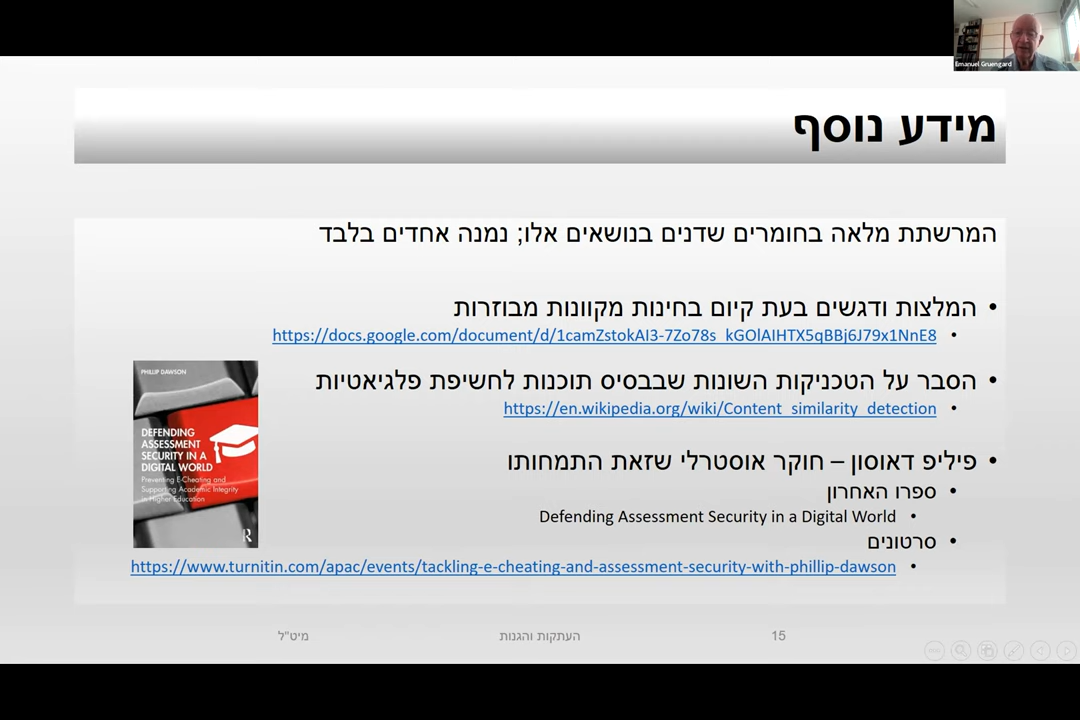 Emanuel Gruengard
מידע נוסף
המרשתת מלאה בחומרים שדנים בנושאים אלו; נמנה אחדים בלבד
• המלצות ודגשים בעת קיום בחינות מקוונות מבוזרות
• https://docs.google.com/document/d/1camZstokAI3-7Zo78s_kGOlAIHTX5qBBj6J79x1NnE8
• הסבר על הטכניקות השונות שבבסיס תוכנות לחשיפת פלגיאטיות
• https://en.wikipedia.org/wiki/Content_similarity_detection
• פיליפ דאוסון – חוקר אוסטרלי שזאת התמחותו
• ספרו האחרון
• Defending Assessment Security in a Digital World
• סרטונים
• https://www.turnitin.com/apac/events/tackling-e-cheating-and-assessment-security-with-phillip-dawson
PHILLIP DAWSON
DEFENDING
ASSESSMENT
SECURITY IN A
DIGITAL WORLD
Preventing E-Cheating and
Supporting Academic Integrity
in Higher Education
R
15
העתקות והגנות
מיט"ל